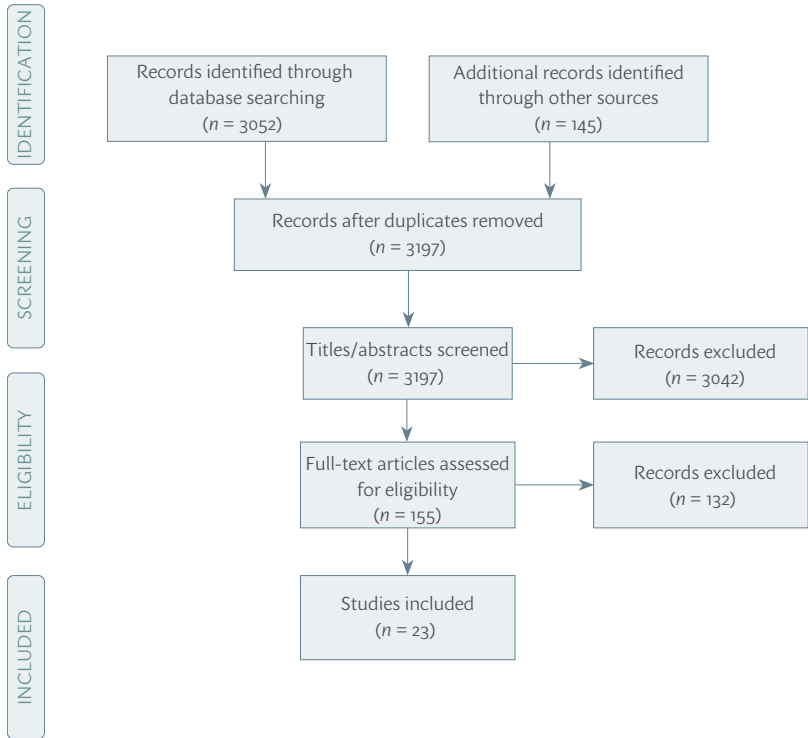 IDENTIFICATION
Records identified through
database searching
(n = 3052)
Additional records identified
through other sources
(n = 145)
SCREENING
Records after duplicates removed
(n = 3197)
Titles/abstracts screened
(n = 3197)
Records excluded
(n = 3042)
ELIGIBILITY
Full-text articles assessed
for eligibility
(n = 155)
Records excluded
(n = 132)
INCLUDED
Studies included
(n = 23)